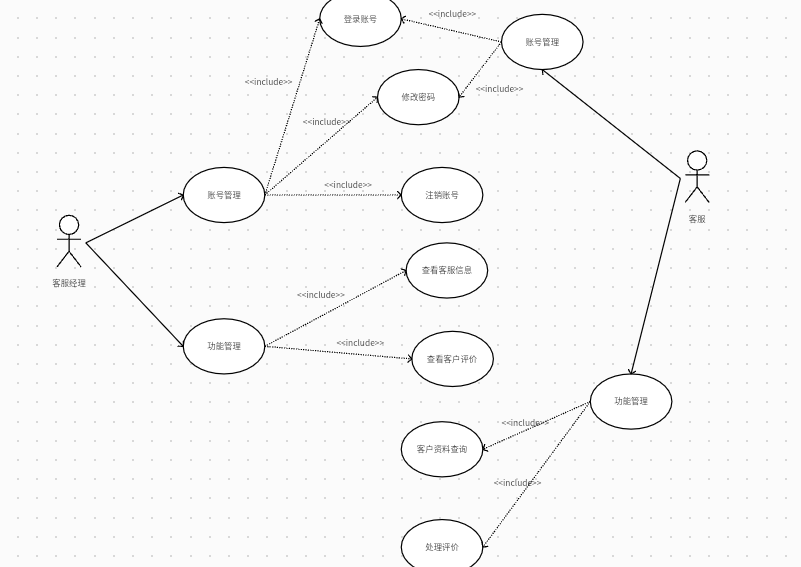 <<include>>
登录账号
账号管理
<<include>>
<<include>>
修改密码
<<include>>
<<include>>
账号管理
注销账号
客服
客服经理
查看客服信息
<<include>>
功能管理
<<include>>
查看客户评价
功能管理
<<include>>
客户资料查询
<<include>>
处理评价